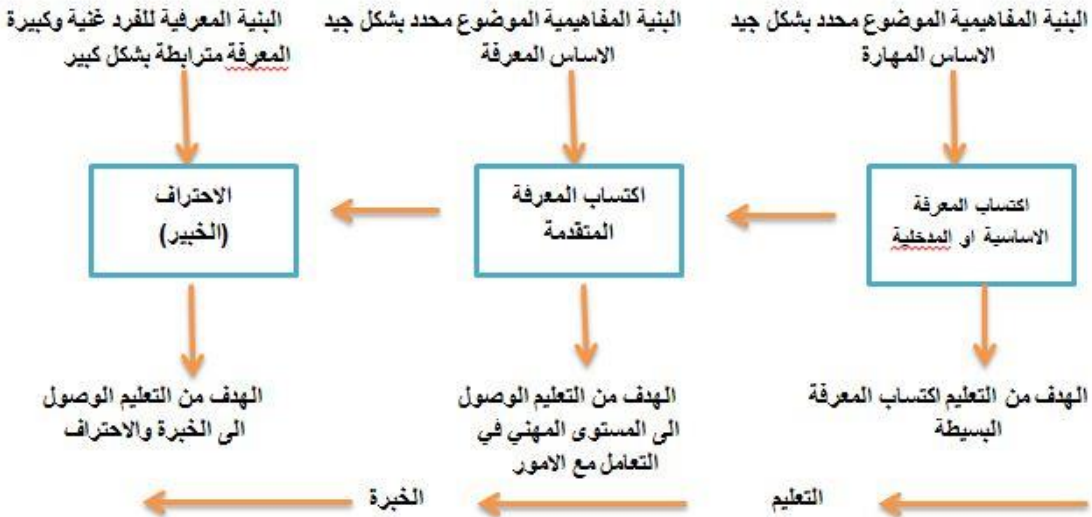 البنية المفاهيمية الموضوع محدد بشكل جيد
الاساس المهارة
البنية المفاهيمية الموضوع محدد بشكل جيد
الاساس المعرفة
البنية المعرفية للفرد غنية وكبيرة
المعرفة مترابطة بشكل كبير
اكتساب المعرفة
الاساسية او المدخلية
اكتساب المعرفة
المتقدمة
الاحتراف
(الخبير)
الهدف من التعليم اكتساب المعرفة
البسيطة
الهدف من التعليم الوصول
الى المستوى المهني في
التعامل مع الامور
الهدف من التعليم الوصول
الى الخبرة والاحتراف
التعليم
الخبرة